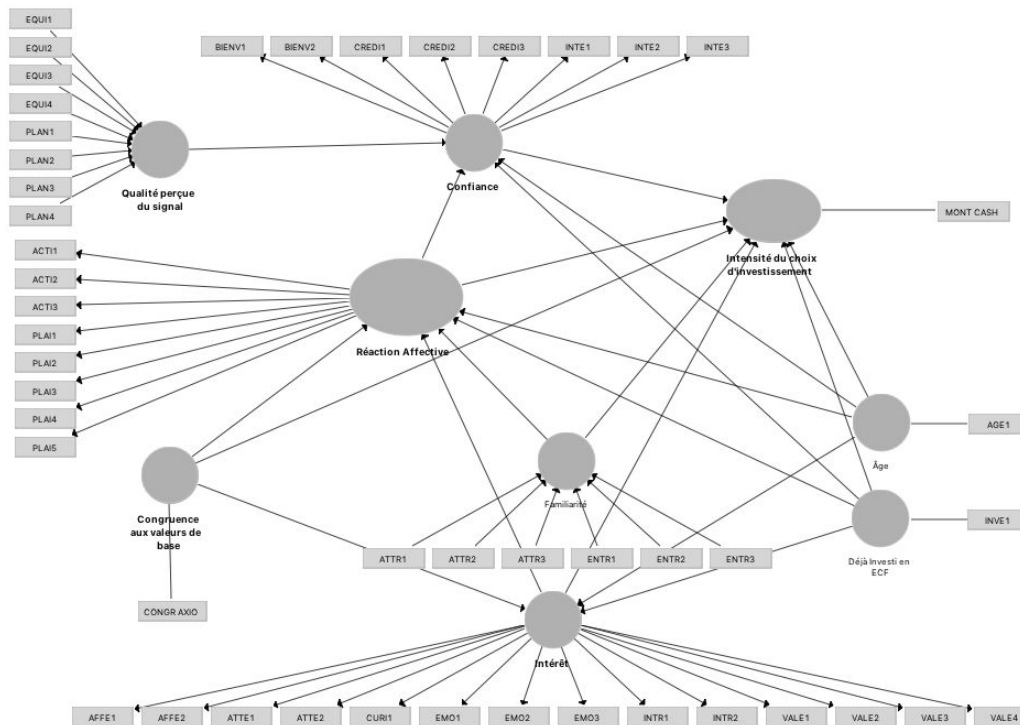 EQUI1
EQUI2
EQUI3
EQUI4
PLAN1
PLAN2
PLAN3
PLAN4
Qualité perçue
du signal
BIENV1
BIENV2
CREDI1
CREDI2
CREDI3
INTE1
INTE2
INTE3
Confiance
Intensité du choix
d'investissement
MONT CASH
ACTI1
ACTI2
ACTI3
PLAI1
PLAI2
PLAI3
PLAI4
PLAI5
Réaction Affective
Âge
AGE1
Familiarité
Congruence
aux valeurs de
base
Déjà Investi en
ECF
INVE1
ATTR1
ATTR2
ATTR3
ENTR1
ENTR2
ENTR3
CONGR AXIO
Intérêt
AFFE1
AFFE2
ATTE1
ATTE2
CURI1
EMO1
EMO2
EMO3
INTR1
INTR2
VALE1
VALE2
VALE3
VALE4